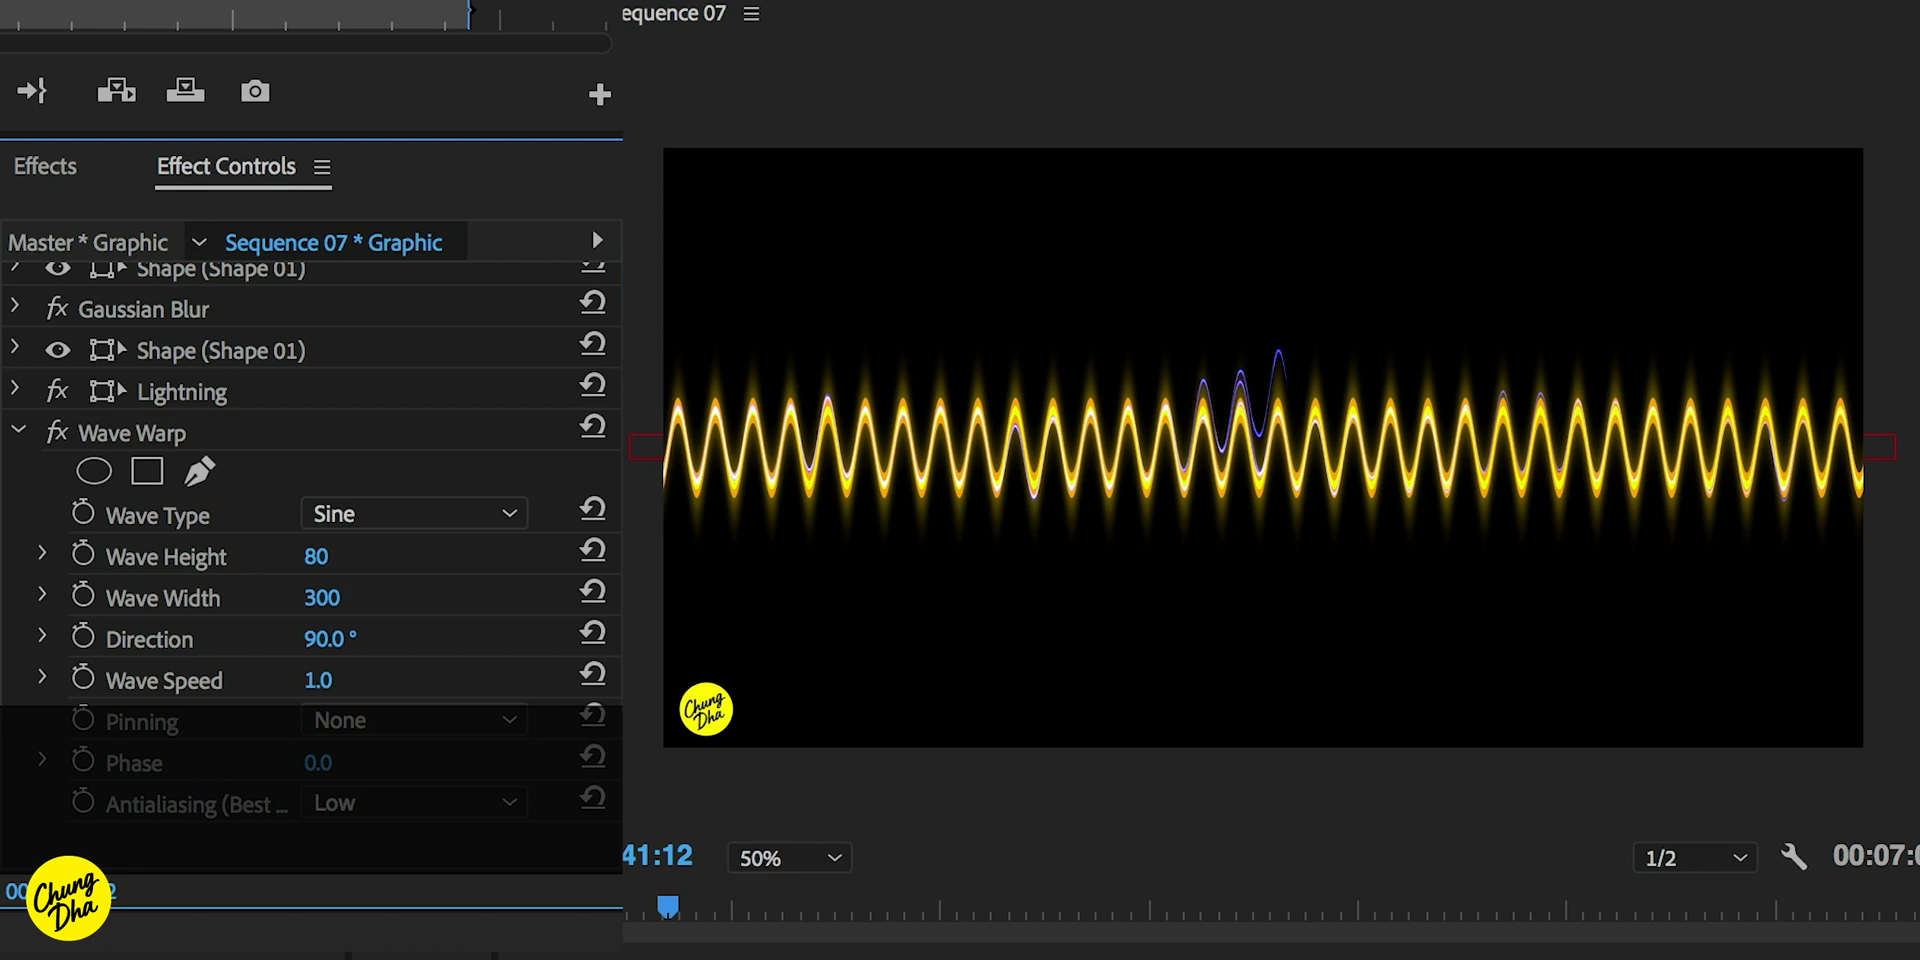 equence 07
Effects
Effect Controls
Master * Graphic
Sequence 07 * Graphic
Shape (Shape 01)
fx Gaussian Blur
Shape (Shape 01)
fx Lightning
fx Wave Warp
Wave Type Sine
Wave Height 80
Wave Width 300
Direction 90.0 °
Wave Speed 1.0
Pinning None
Phase 0.0
Antialiasing (Best ... Low
Chung
Dha
41:12
50%
1/2
00:07:0
00
2
Chung
Dha